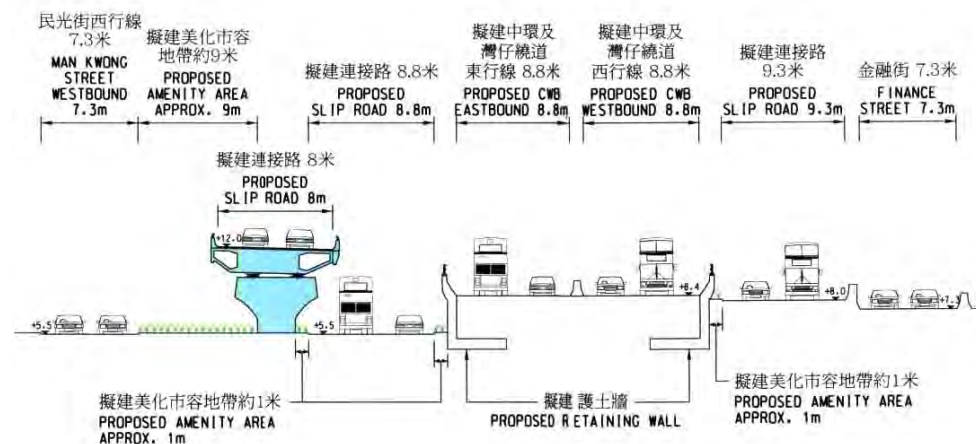 民光街西行線
7.3米
MAN KWONG
STREET
WESTBOUND
7.3m
擬建美化市容
地帶約9米
PROPOSED
AMENITY AREA
APPROX. 9m
擬建連接路 8.8米
PROPOSED
SLIP ROAD 8.8m
擬建中環及
灣仔繞道
東行線 8.8米
PROPOSED CWB
EASTBOUND 8.8m
擬建中環及
灣仔繞道
西行線 8.8米
PROPOSED CWB
WESTBOUND 8.8m
擬建連接路
9.3米
PROPOSED
SLIP ROAD 9.3m
金融街 7.3米
FINANCE
STREET 7.3m
擬建連接路 8米
PROPOSED
SLIP ROAD 8m
+12.0
+5.5
+5.5
+8.4
+8.0
+7.3
擬建美化市容地帶約1米
PROPOSED AMENITY AREA
APPROX. 1m
擬建 護土牆
PROPOSED RETAINING WALL
擬建美化市容地帶約1米
PROPOSED AMENITY AREA
APPROX. 1m